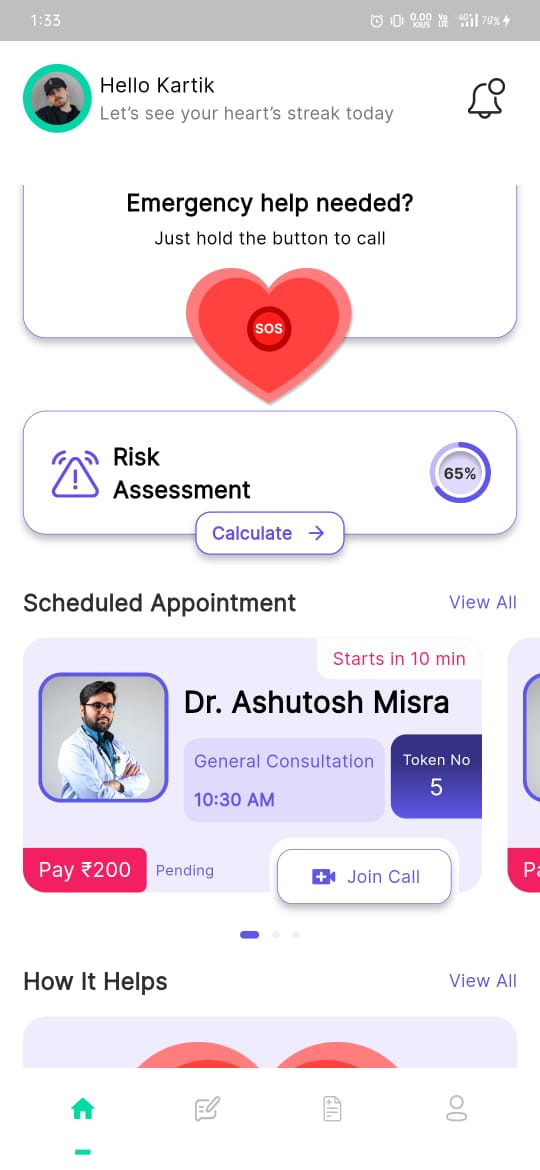 1:33
0.00 KB/S Vo LTE 4G+ 79%
Hello Kartik
Let's see your heart's streak today
Emergency help needed?
Just hold the button to call
SOS
Risk
Assessment
65%
Calculate
Scheduled Appointment View All
Starts in 10 min
Dr. Ashutosh Misra
General Consultation
10:30 AM
Token No
5
Pay ₹200 Pending
Join Call
Pa
How It Helps View All